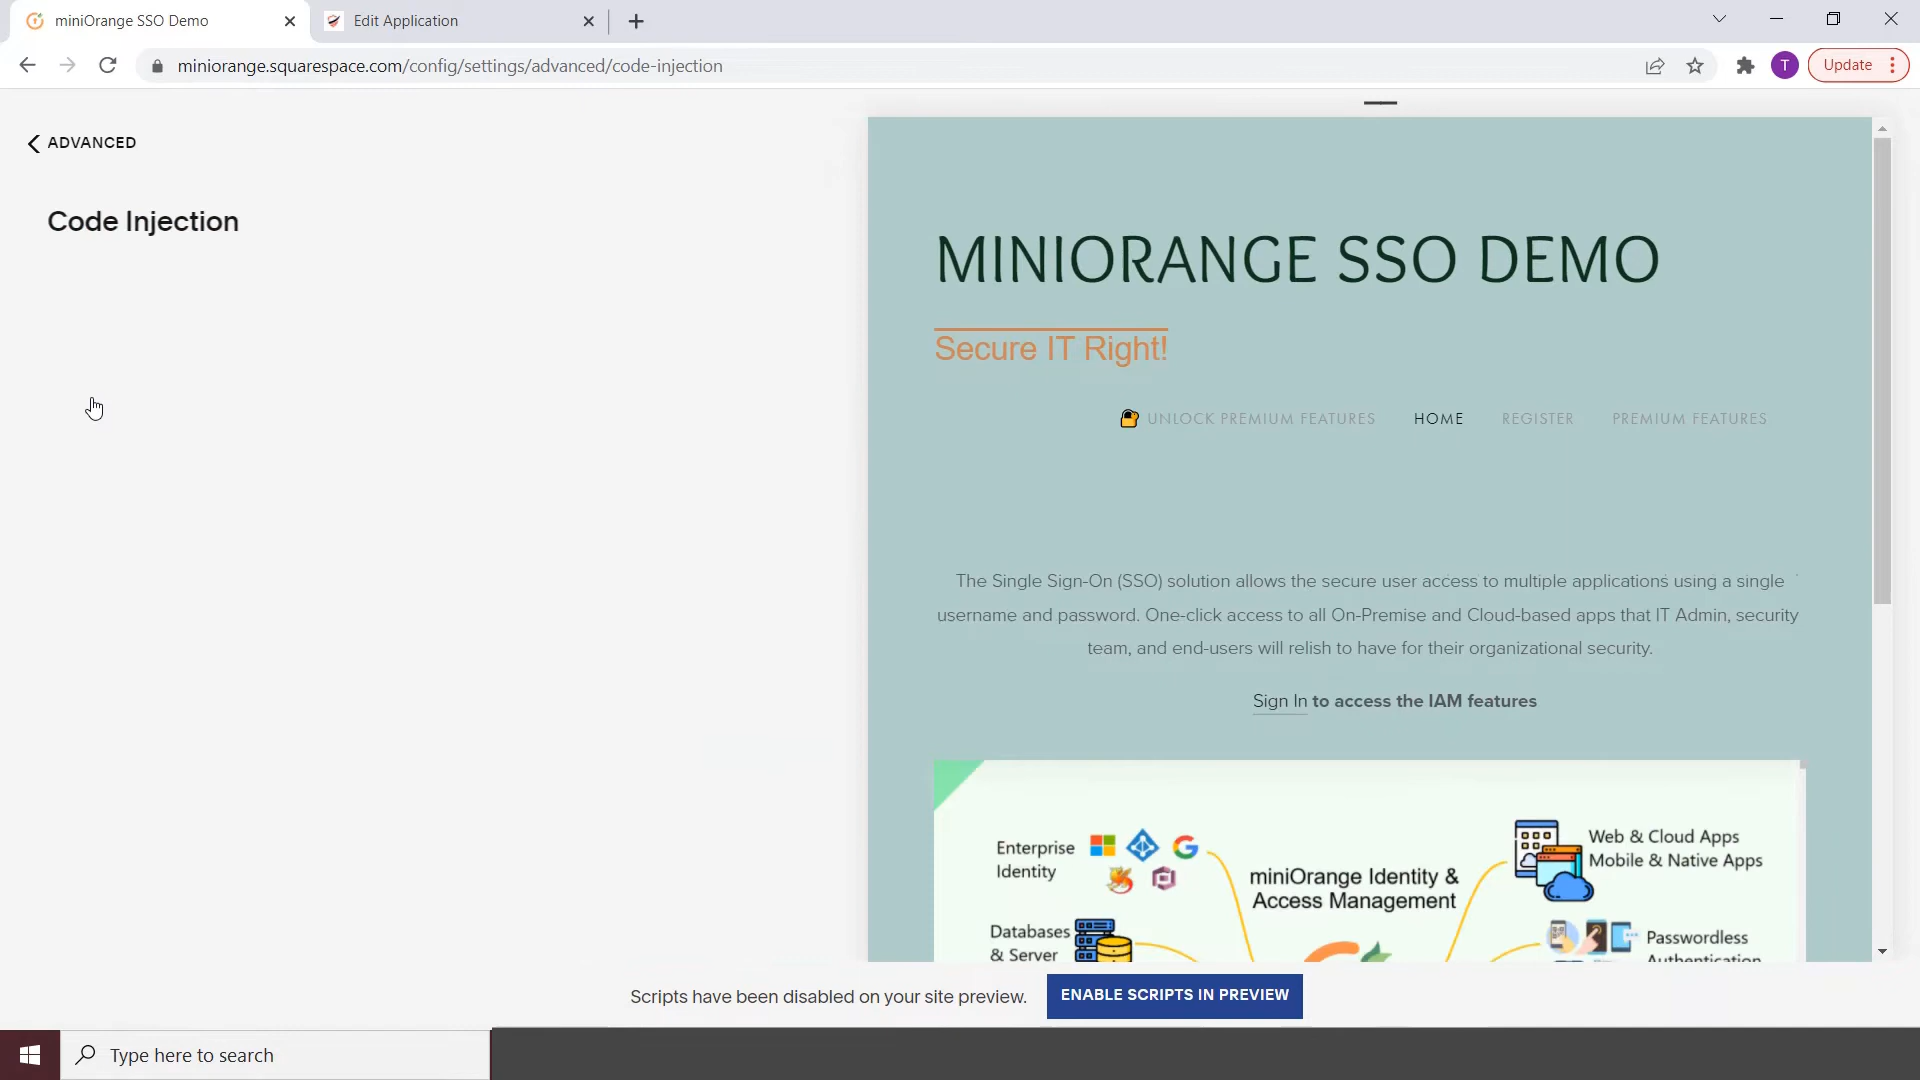 miniOrange SSO Demo
Edit Application
miniorange.squarespace.com/config/settings/advanced/code-injection
T
Update
ADVANCED
Code Injection
MINIORANGE SSO DEMO
Secure IT Right!
UNLOCK PREMIUM FEATURES
HOME
REGISTER
PREMIUM FEATURES
The Single Sign-On (SSO) solution allows the secure user access to multiple applications using a single
username and password. One-click access to all On-Premise and Cloud-based apps that IT Admin, security
team, and end-users will relish to have for their organizational security.
Sign In to access the IAM features
Enterprise
Identity
miniOrange Identity &
Access Management
Web & Cloud Apps
Mobile & Native Apps
Databases
& Server
Passwordless
Authentication
Scripts have been disabled on your site preview.
ENABLE SCRIPTS IN PREVIEW
Type here to search